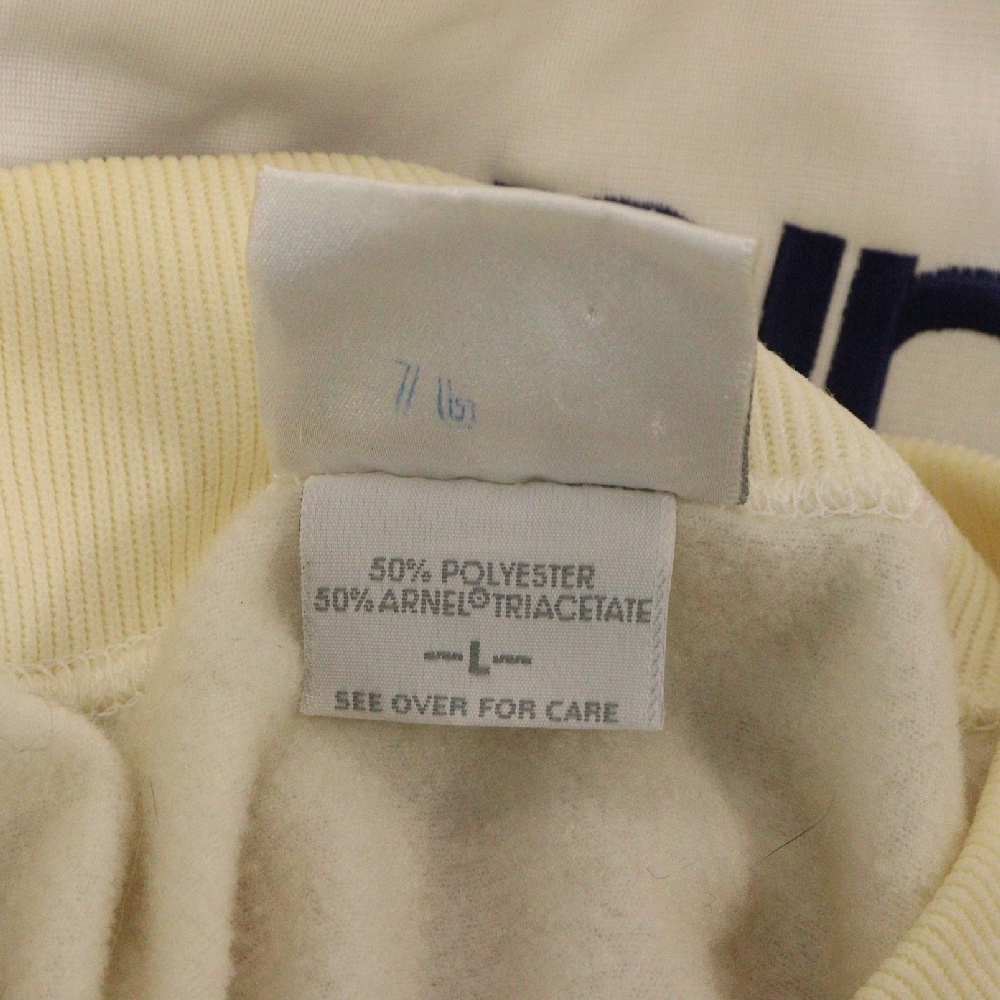 50% POLYESTER
50% ARNEL® TRIACETATE
—L—
SEE OVER FOR CARE